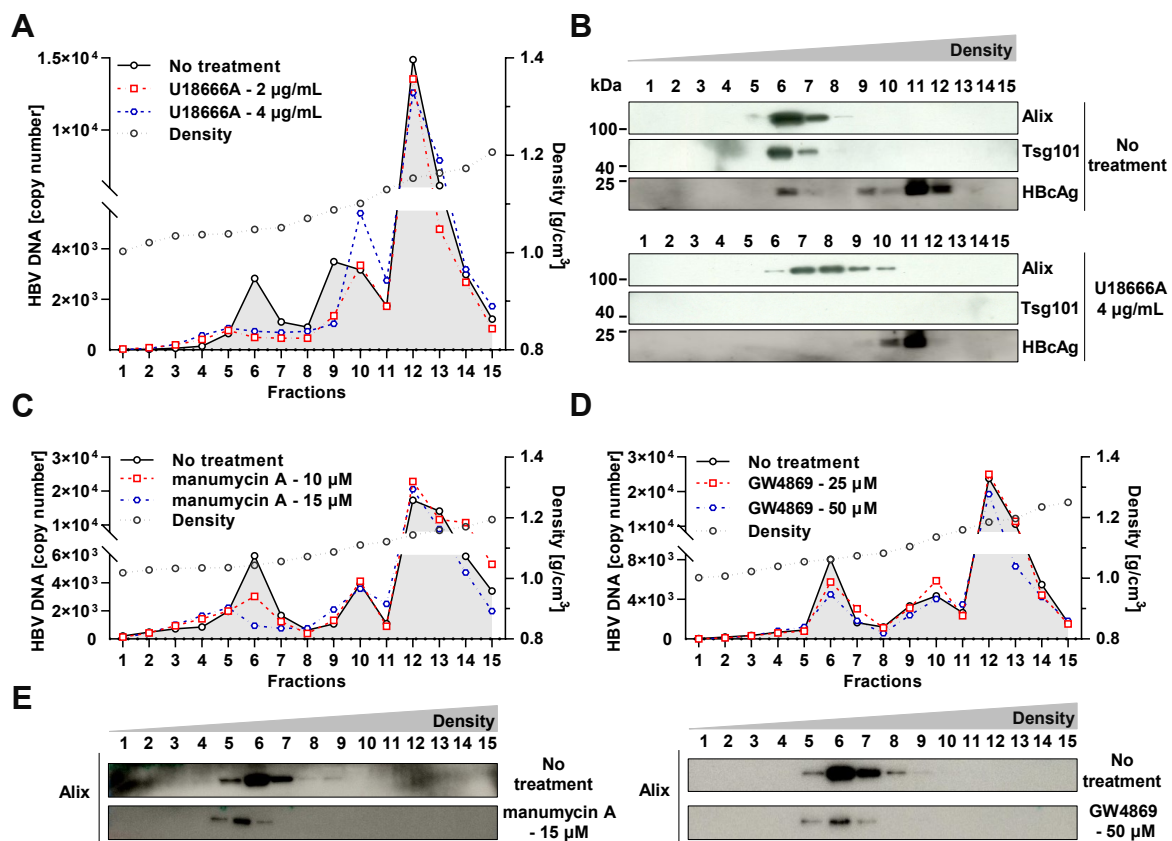 A
No treatment
U18666A - 2 µg/mL
U18666A - 4 µg/mL
Density
HBV DNA [copy number]
1.5×10⁴
1×10⁴
4×10³
2×10³
0
1.4
1.2
1.0
0.8
Density [g/cm³]
1 2 3 4 5 6 7 8 9 10 11 12 13 14 15
Fractions
B
Density
kDa 1 2 3 4 5 6 7 8 9 10 11 12 13 14 15
100
Alix
40
Tsg101
25
HBcAg
No
treatment
1 2 3 4 5 6 7 8 9 10 11 12 13 14 15
100
Alix
40
Tsg101
25
HBcAg
U18666A
4 µg/mL
C
No treatment
manumycin A - 10 µM
manumycin A - 15 µM
Density
HBV DNA [copy number]
3×10⁴
2×10⁴
1×10⁴
6×10³
4×10³
2×10³
0
1.4
1.2
1.0
0.8
Density [g/cm³]
1 2 3 4 5 6 7 8 9 10 11 12 13 14 15
Fractions
D
No treatment
GW4869 - 25 µM
GW4869 - 50 µM
Density
HBV DNA [copy number]
3×10⁴
2×10⁴
1×10⁴
8×10³
4×10³
0
1.4
1.2
1.0
0.8
Density [g/cm³]
1 2 3 4 5 6 7 8 9 10 11 12 13 14 15
Fractions
E
Density
1 2 3 4 5 6 7 8 9 10 11 12 13 14 15
Alix
No
treatment
manumycin A
- 15 µM
Density
1 2 3 4 5 6 7 8 9 10 11 12 13 14 15
Alix
No
treatment
GW4869
- 50 µM